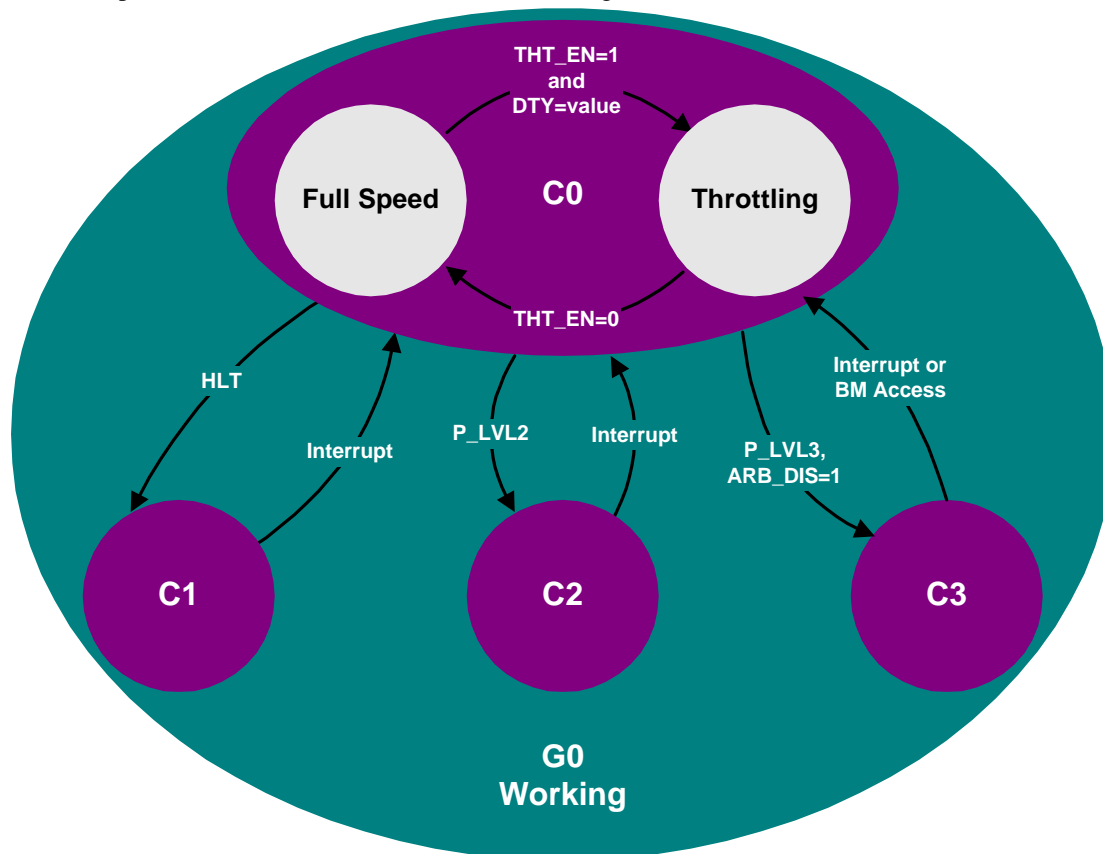 THT_EN=1
and
DTY=value
Full Speed
C0
Throttling
THT_EN=0
HLT
Interrupt
P_LVL2
Interrupt
P_LVL3,
ARB_DIS=1
Interrupt or
BM Access
C1
C2
C3
G0
Working